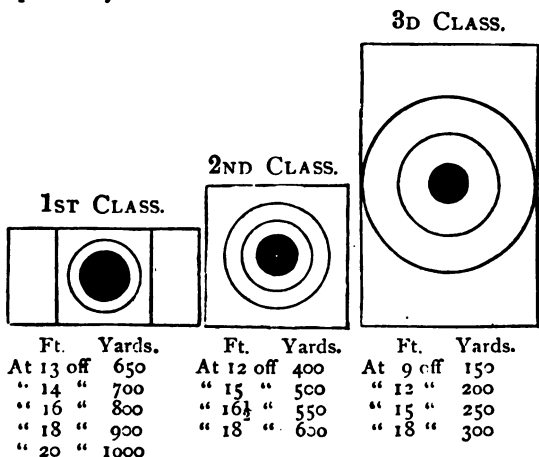 3D CLASS.
2ND CLASS.
1ST CLASS.
Ft. Yards.
At 13 off 650
" 14 " 700
" 16 " 800
" 18 " 900
" 20 " 1000
Ft. Yards.
At 12 off 400
" 15 " 500
" 16½ " 550
" 18 " 600
Ft. Yards.
At 9 off 150
" 12 " 200
" 15 " 250
" 18 " 300